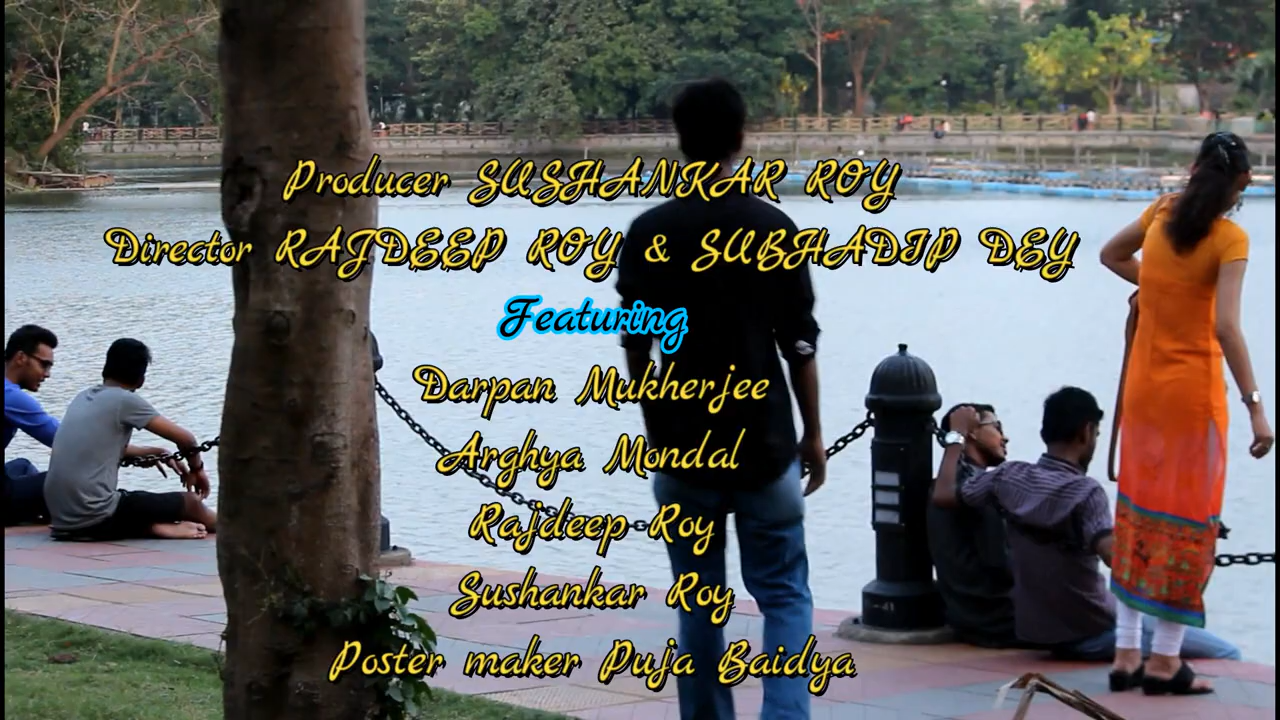 Producer SUSHANKAR ROY
Director RAJDEEP ROY & SUBHADIP DEY
Featuring
Darpan Mukherjee
Arghya Mondal
Rajdeep Roy
Sushankar Roy
Poster maker Puja Baidya